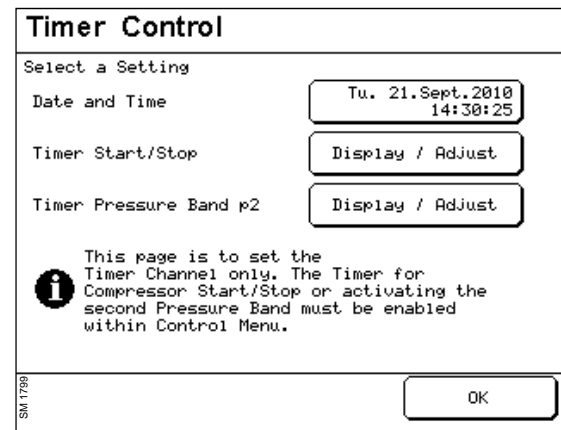 Timer Control
Select a Setting
Date and Time
Tu. 21.Sept.2010
14:30:25
Timer Start/Stop
Display / Adjust
Timer Pressure Band p2
Display / Adjust
This page is to set the
Timer Channel only. The Timer for
Compressor Start/Stop or activating the
second Pressure Band must be enabled
within Control Menu.
SM 1799
OK